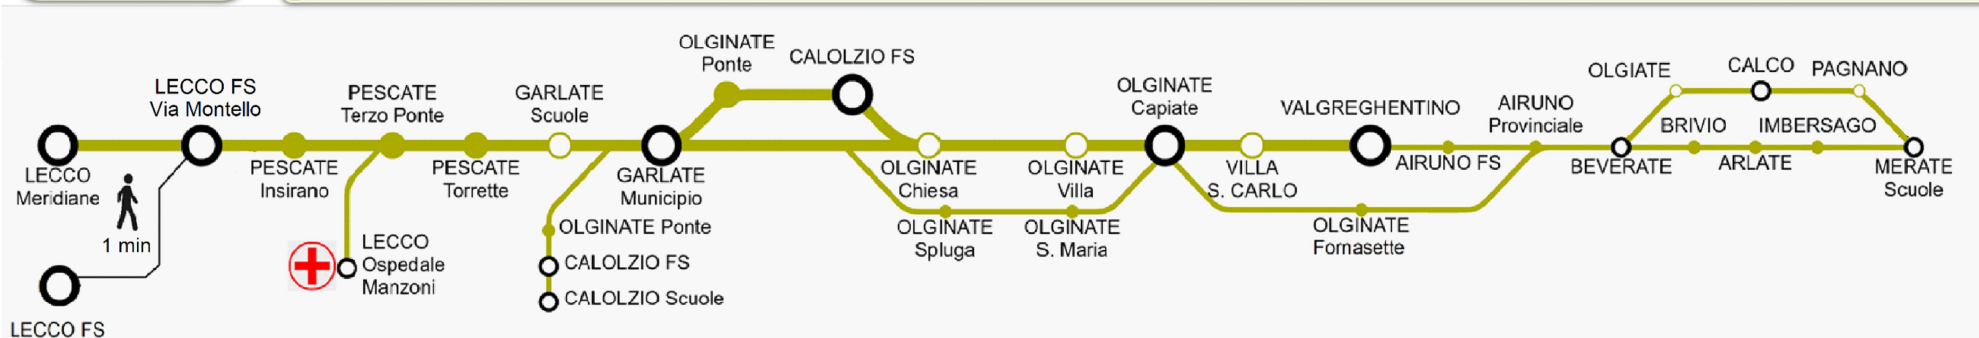 OLGINATE
Ponte
CALOLZIO FS
LECCO FS
Via Montello
PESCATE
Terzo Ponte
GARLATE
Scuole
OLGINATE
Capiate
VALGREGHENTINO
AIRUNO
Provinciale
OLGIATE
CALCO
PAGNANO
BRIVIO
IMBERSAGO
LECCO
Meridiane
PESCATE
Insirano
PESCATE
Torrette
GARLATE
Municipio
OLGINATE
Chiesa
OLGINATE
Villa
VILLA
S. CARLO
AIRUNO FS
BEVERATE
ARLATE
MERATE
Scuole
1 min
LECCO
Ospedale
Manzoni
OLGINATE Ponte
CALOLZIO FS
CALOLZIO Scuole
OLGINATE
Spluga
OLGINATE
S. Maria
OLGINATE
Fornasette
LECCO FS